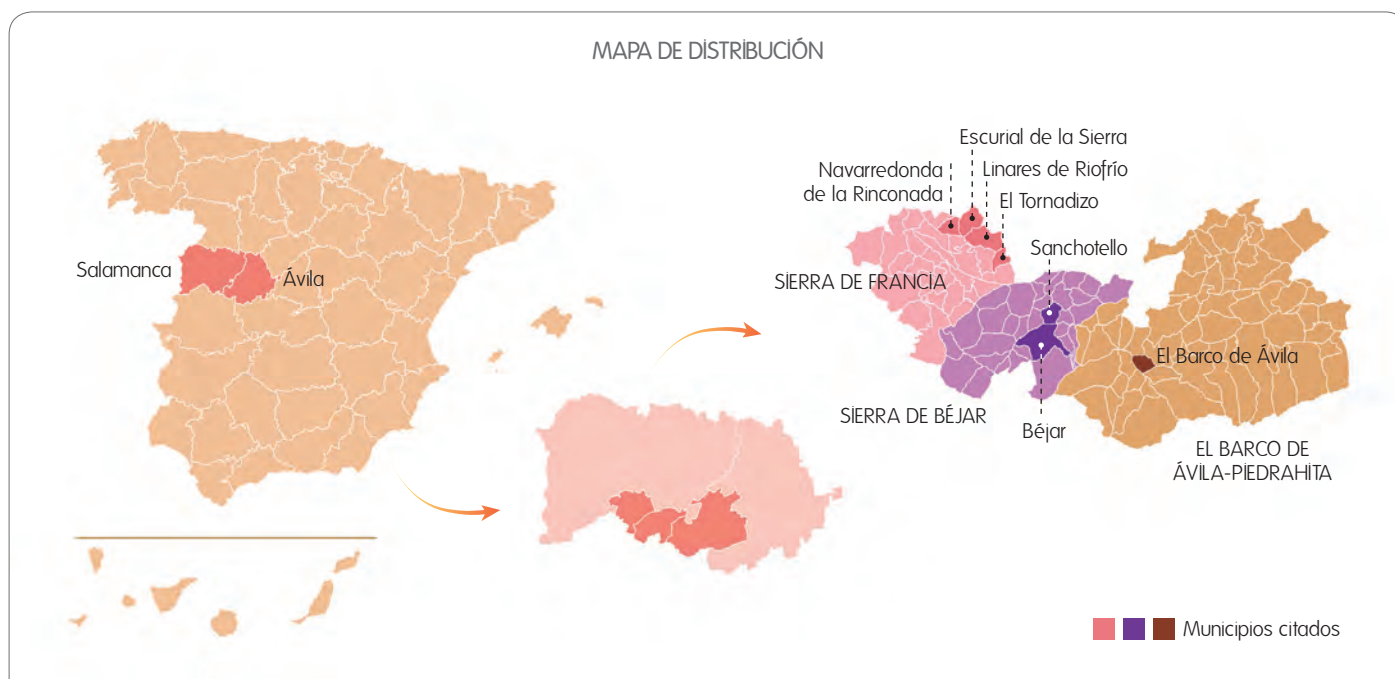 MAPA DE DISTRIBUCIÓN
Salamanca
Ávila
Escurial de la Sierra
Navarredonda
de la Rinconada
Linares de Riofrío
El Tornadizo
Sanchotello
SIERRA DE FRANCIA
El Barco de Ávila
SIERRA DE BÉJAR
Béjar
EL BARCO DE
ÁVILA-PIEDRAHITA
Municipios citados